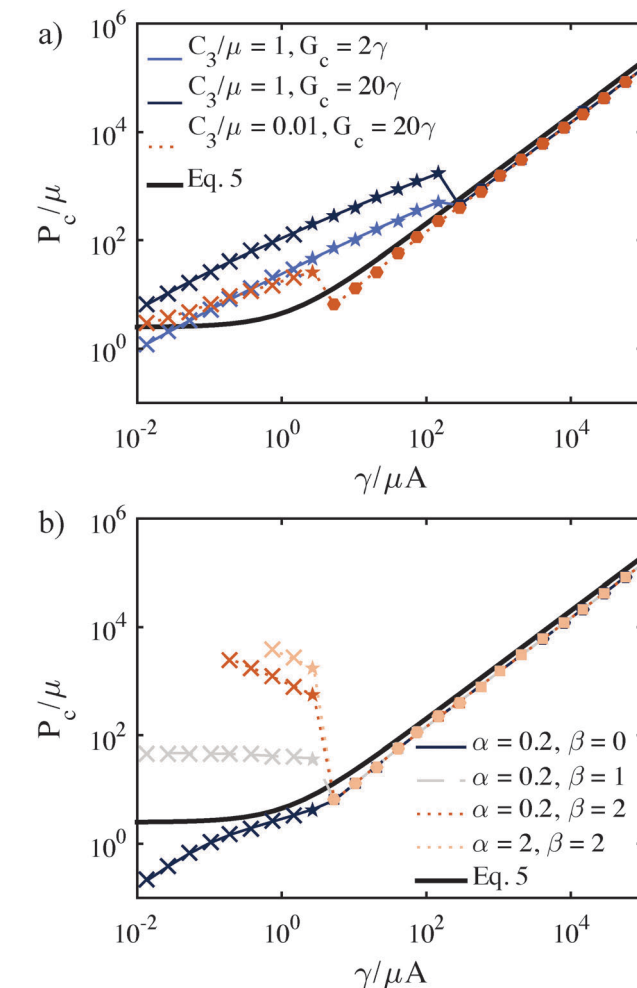 a)
10^6
10^4
10^2
10^0
P_c/μ
C_3/μ = 1, G_c = 2γ
C_3/μ = 1, G_c = 20γ
C_3/μ = 0.01, G_c = 20γ
Eq. 5
10^-2 10^0 10^2 10^4
γ/μA
b)
10^6
10^4
10^2
10^0
P_c/μ
α = 0.2, β = 0
α = 0.2, β = 1
α = 0.2, β = 2
α = 2, β = 2
Eq. 5
10^-2 10^0 10^2 10^4
γ/μA